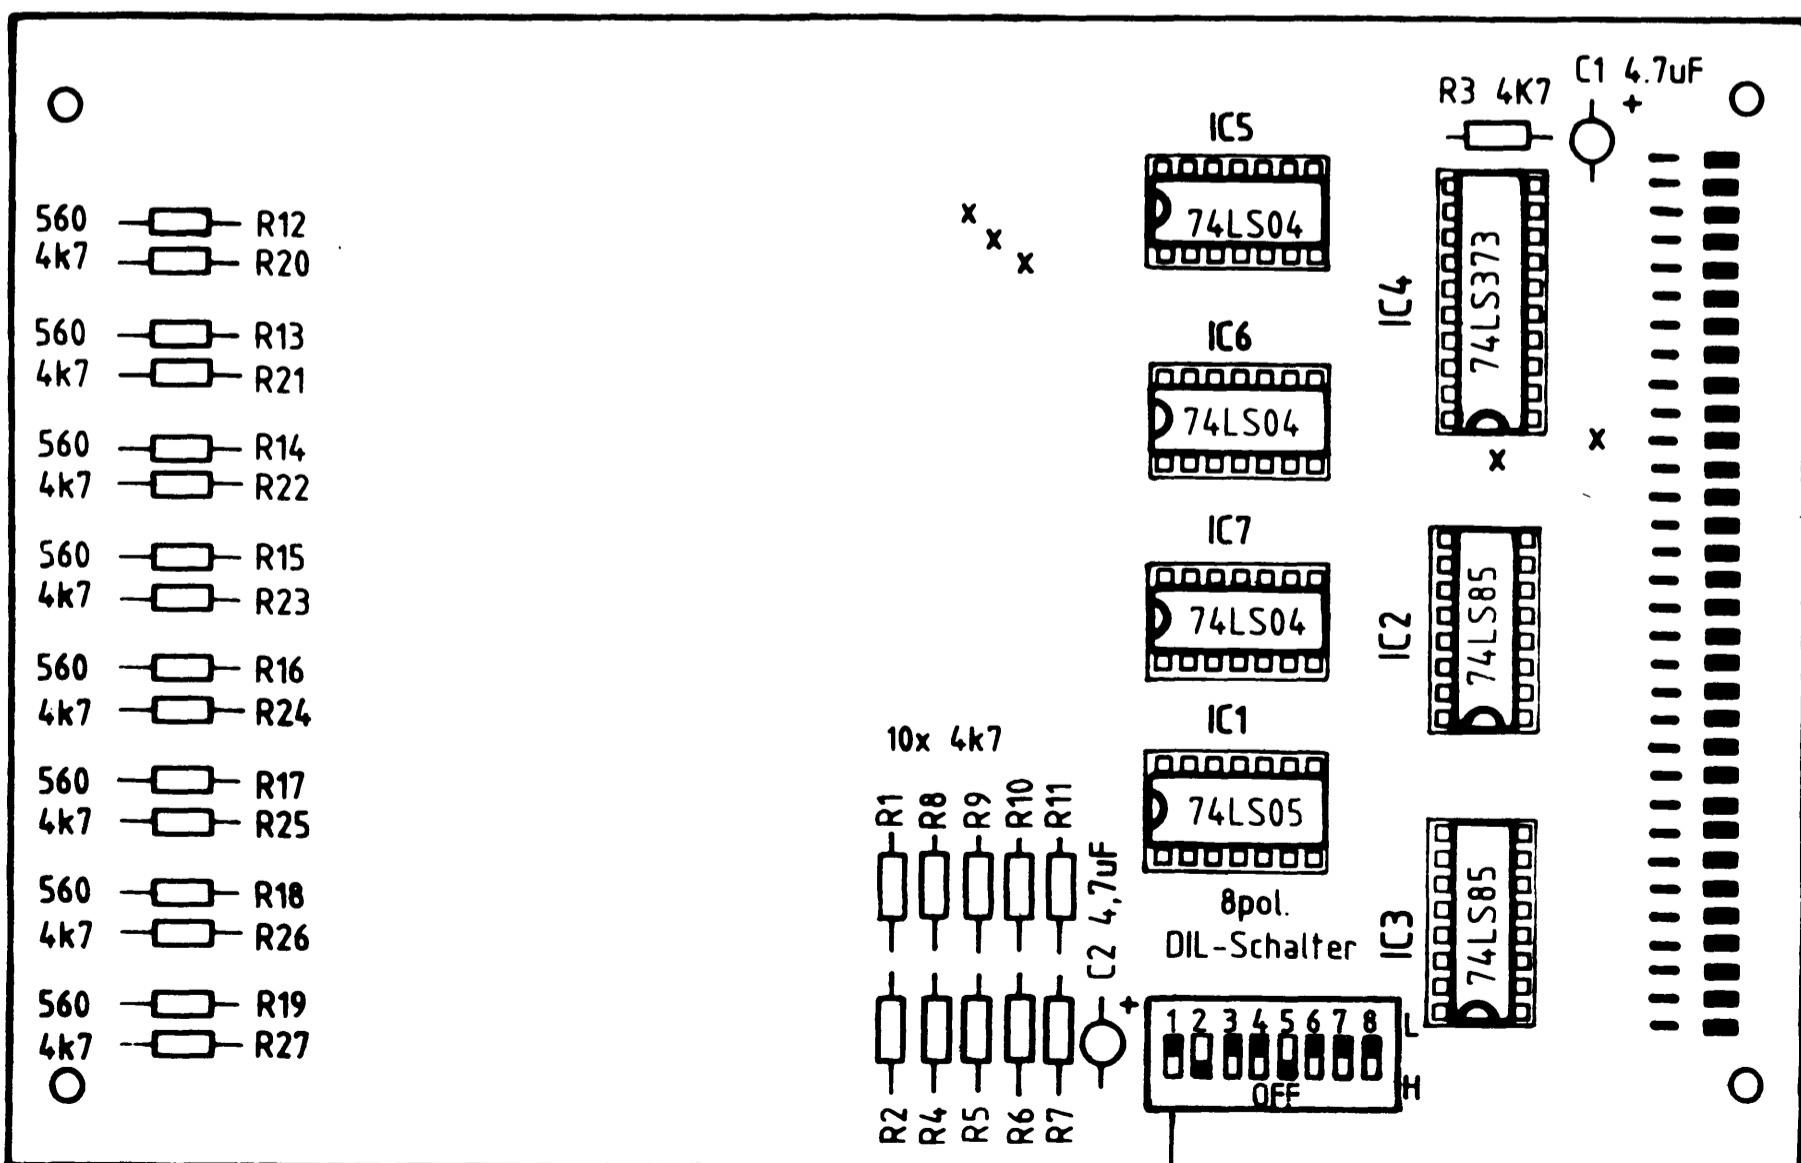 C1 4.7uF
R3 4K7
+
IC5
74LS04
560 R12
4k7 R20
x
x
x
IC4
74LS373
560 R13
4k7 R21
IC6
74LS04
560 R14
4k7 R22
x
x
IC7
74LS04
560 R15
4k7 R23
IC2
74LS85
560 R16
4k7 R24
IC1
74LS05
10x 4k7
560 R17
4k7 R25
R1
R8
R9
R10
R11
C2 4,7uF
+
8pol.
DIL-Schalter
IC3
74LS85
560 R18
4k7 R26
560 R19
4k7 R27
1 2 3 4 5 6 7 8 L
OFF H
R2
R4
R5
R6
R7